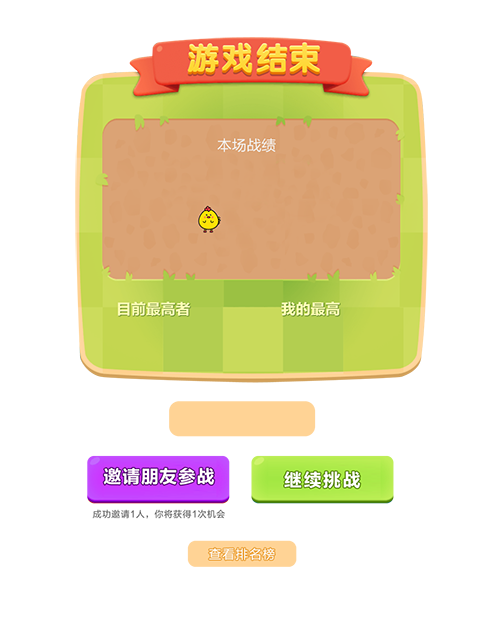 游戏结束
本场战绩
目前最高者
我的最高
邀请朋友参战
继续挑战
成功邀请1人，你将获得1次机会
查看排名榜